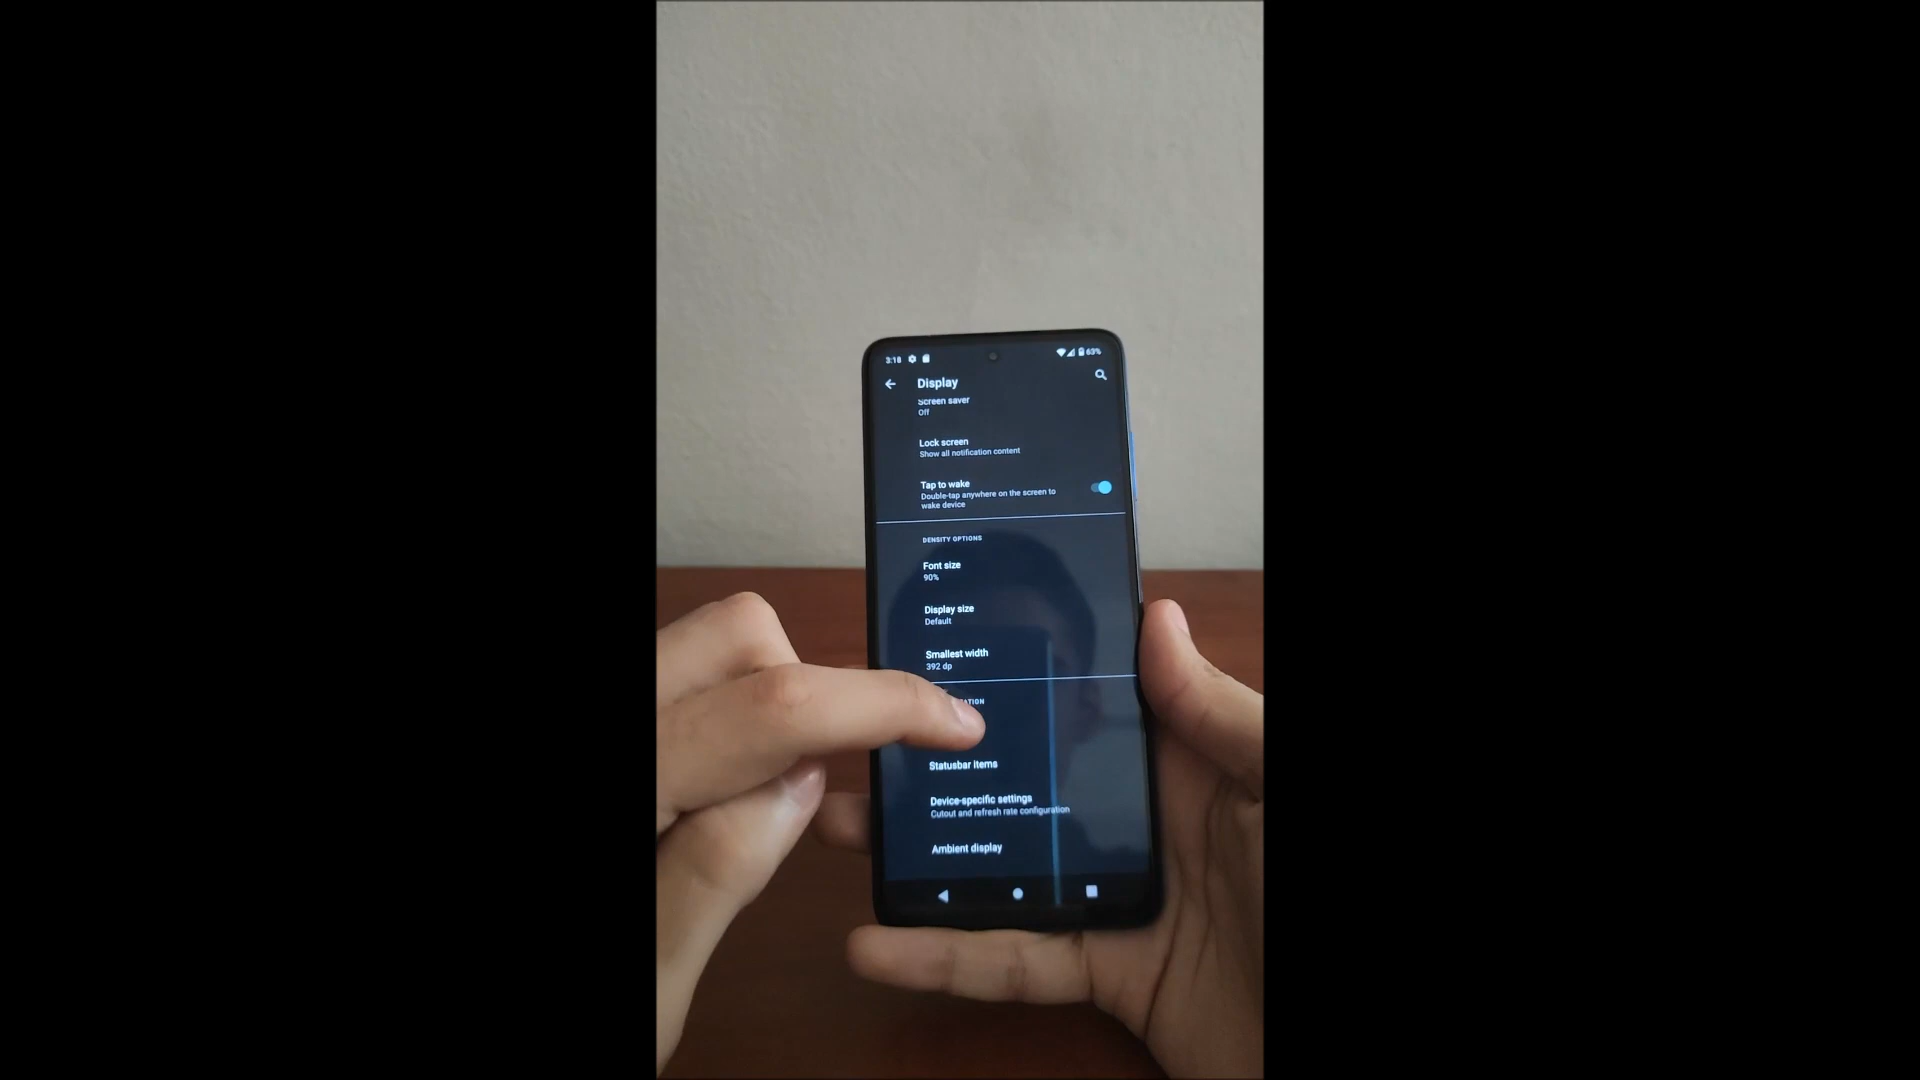 3:18 63%
Display
Screen saver
Off
Lock screen
Show all notification content
Tap to wake
Double-tap anywhere on the screen to
wake device
DENSITY OPTIONS
Font size
90%
Display size
Default
Smallest width
392 dp
Statusbar items
Device-specific settings
Cutout and refresh rate configuration
Ambient display